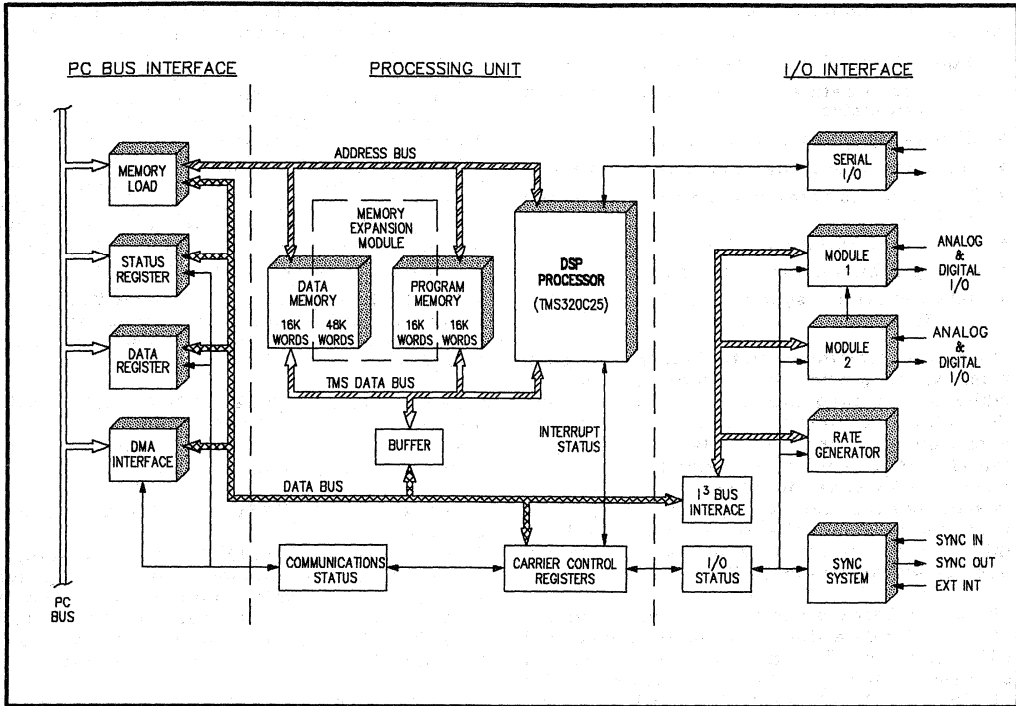 PC BUS INTERFACE
PROCESSING UNIT
I/O INTERFACE
ADDRESS BUS
MEMORY
LOAD
SERIAL
I/O
MEMORY
EXPANSION
MODULE
STATUS
REGISTER
DATA
MEMORY
16K
WORDS
48K
WORDS
PROGRAM
MEMORY
16K
WORDS
16K
WORDS
DSP
PROCESSOR
(TMS320C25)
MODULE
1
ANALOG
&
DIGITAL
I/O
MODULE
2
ANALOG
&
DIGITAL
I/O
DATA
REGISTER
TMS DATA BUS
BUFFER
INTERRUPT
STATUS
RATE
GENERATOR
DMA
INTERFACE
DATA BUS
I³ BUS
INTERACE
COMMUNICATIONS
STATUS
CARRIER CONTROL
REGISTERS
I/O
STATUS
SYNC
SYSTEM
SYNC IN
SYNC OUT
EXT INT
PC
BUS